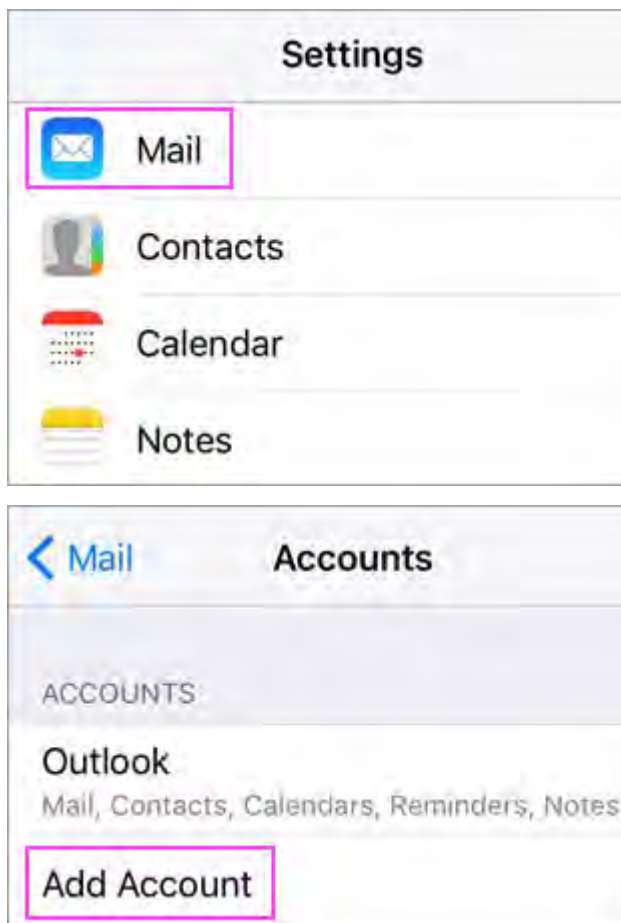 Settings
Mail
Contacts
Calendar
Notes
Mail Accounts
ACCOUNTS
Outlook
Mail, Contacts, Calendars, Reminders, Notes
Add Account